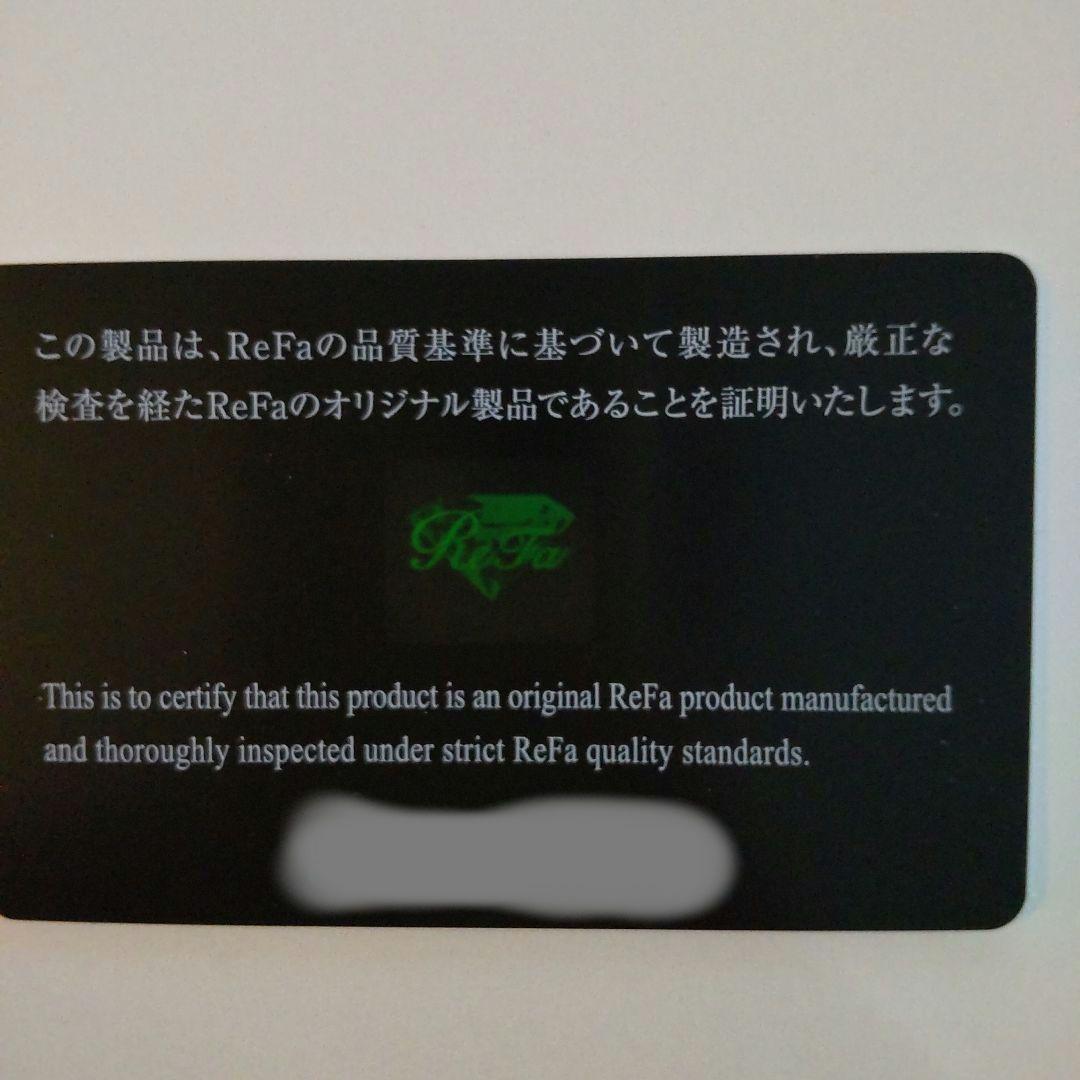 この製品は、ReFaの品質基準に基づいて製造され、厳正な
検査を経たReFaのオリジナル製品であることを証明いたします。
ReFa
This is to certify that this product is an original ReFa product manufactured
and thoroughly inspected under strict ReFa quality standards.